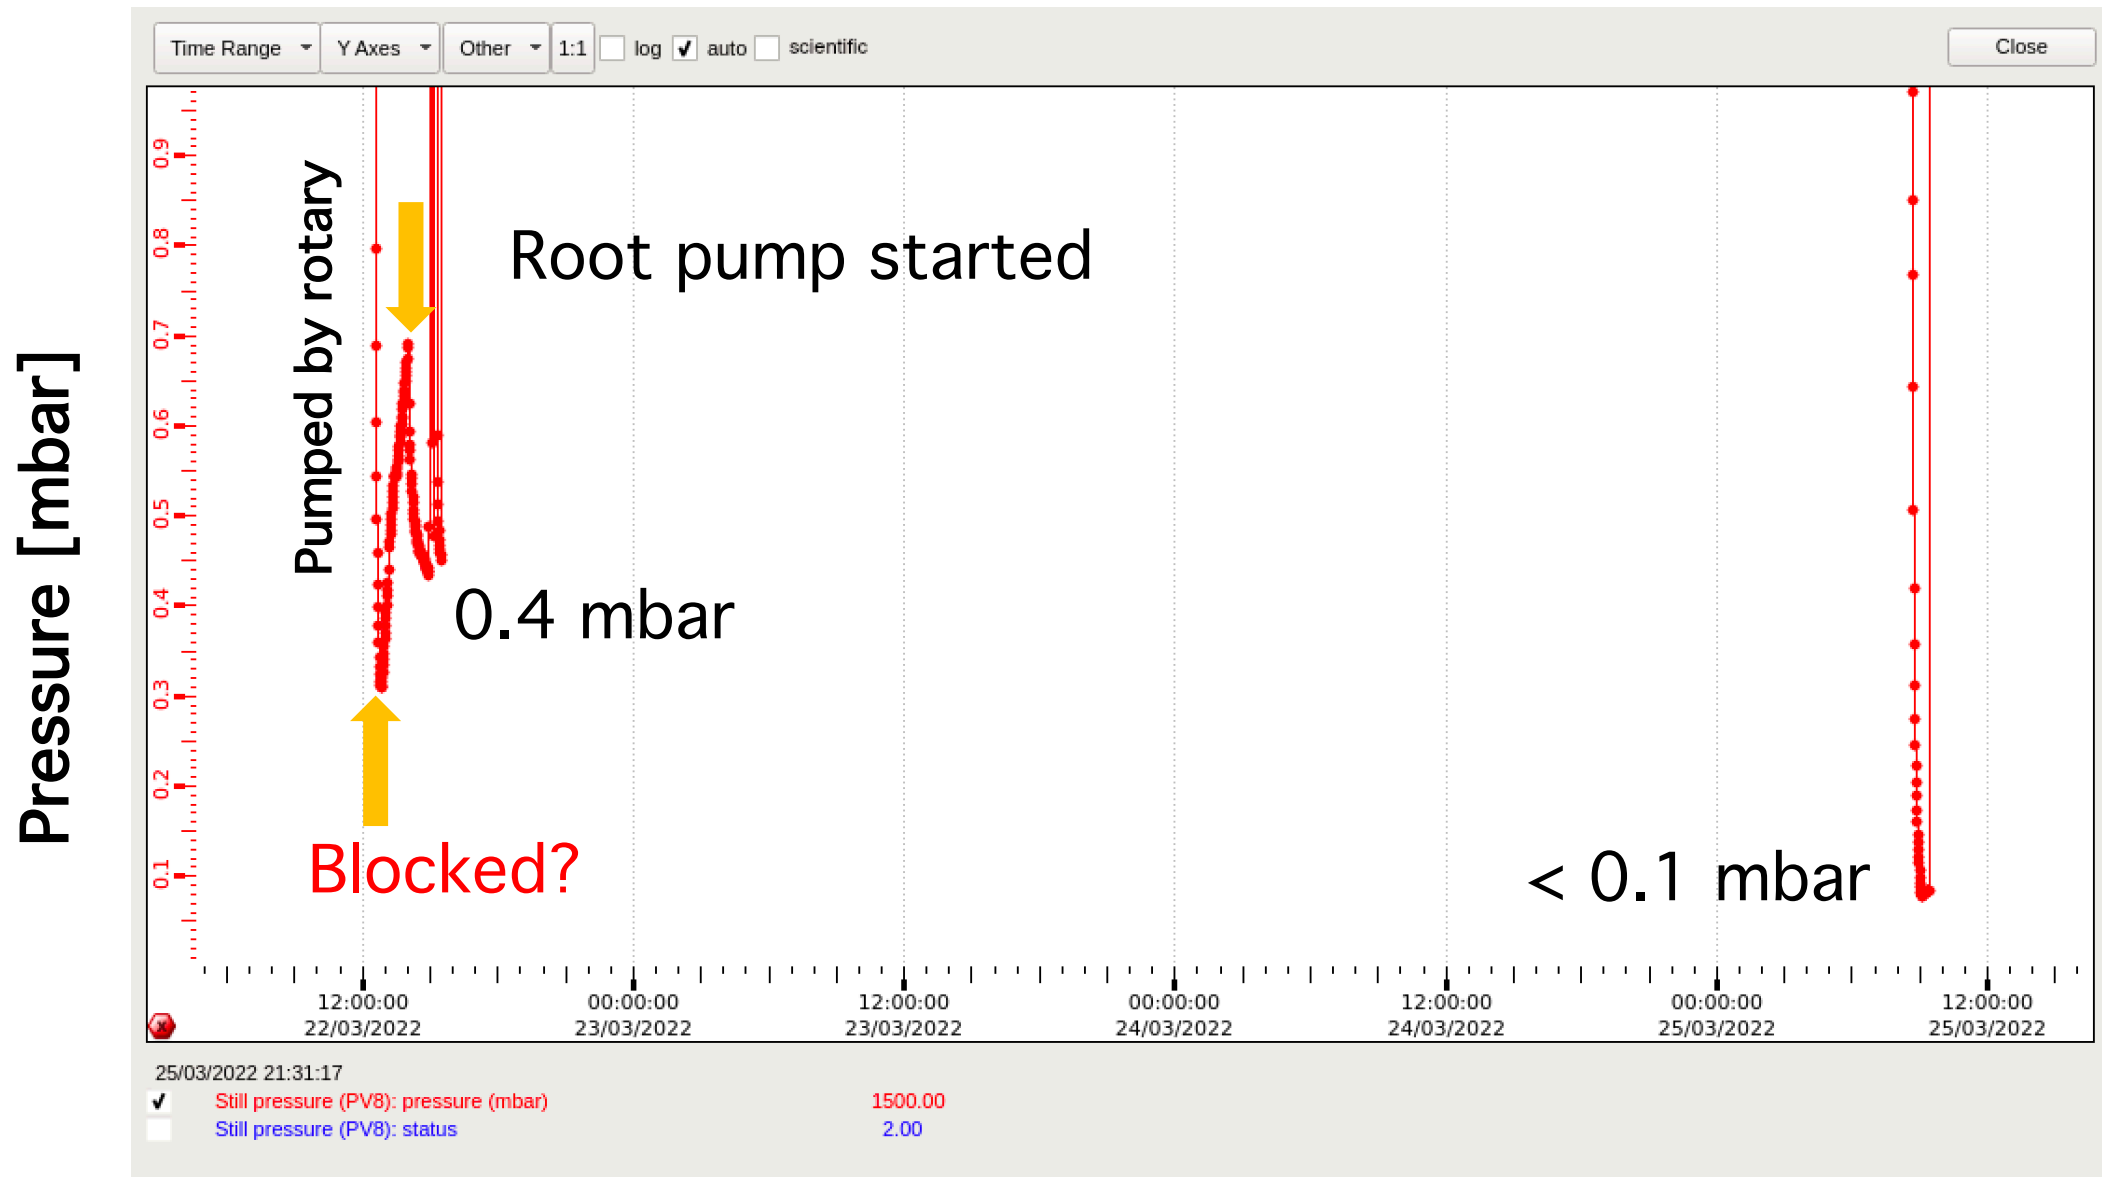 Time Range
Y Axes
Other
1:1
log
auto
scientific
Close
Pressure [mbar]
0.9
0.8
0.7
0.6
0.5
0.4
0.3
0.2
0.1
Pumped by rotary
Root pump started
0.4 mbar
Blocked?
< 0.1 mbar
12:00:00
22/03/2022
00:00:00
23/03/2022
12:00:00
23/03/2022
00:00:00
24/03/2022
12:00:00
24/03/2022
00:00:00
25/03/2022
12:00:00
25/03/2022
25/03/2022 21:31:17
Still pressure (PV8): pressure (mbar) 1500.00
Still pressure (PV8): status 2.00